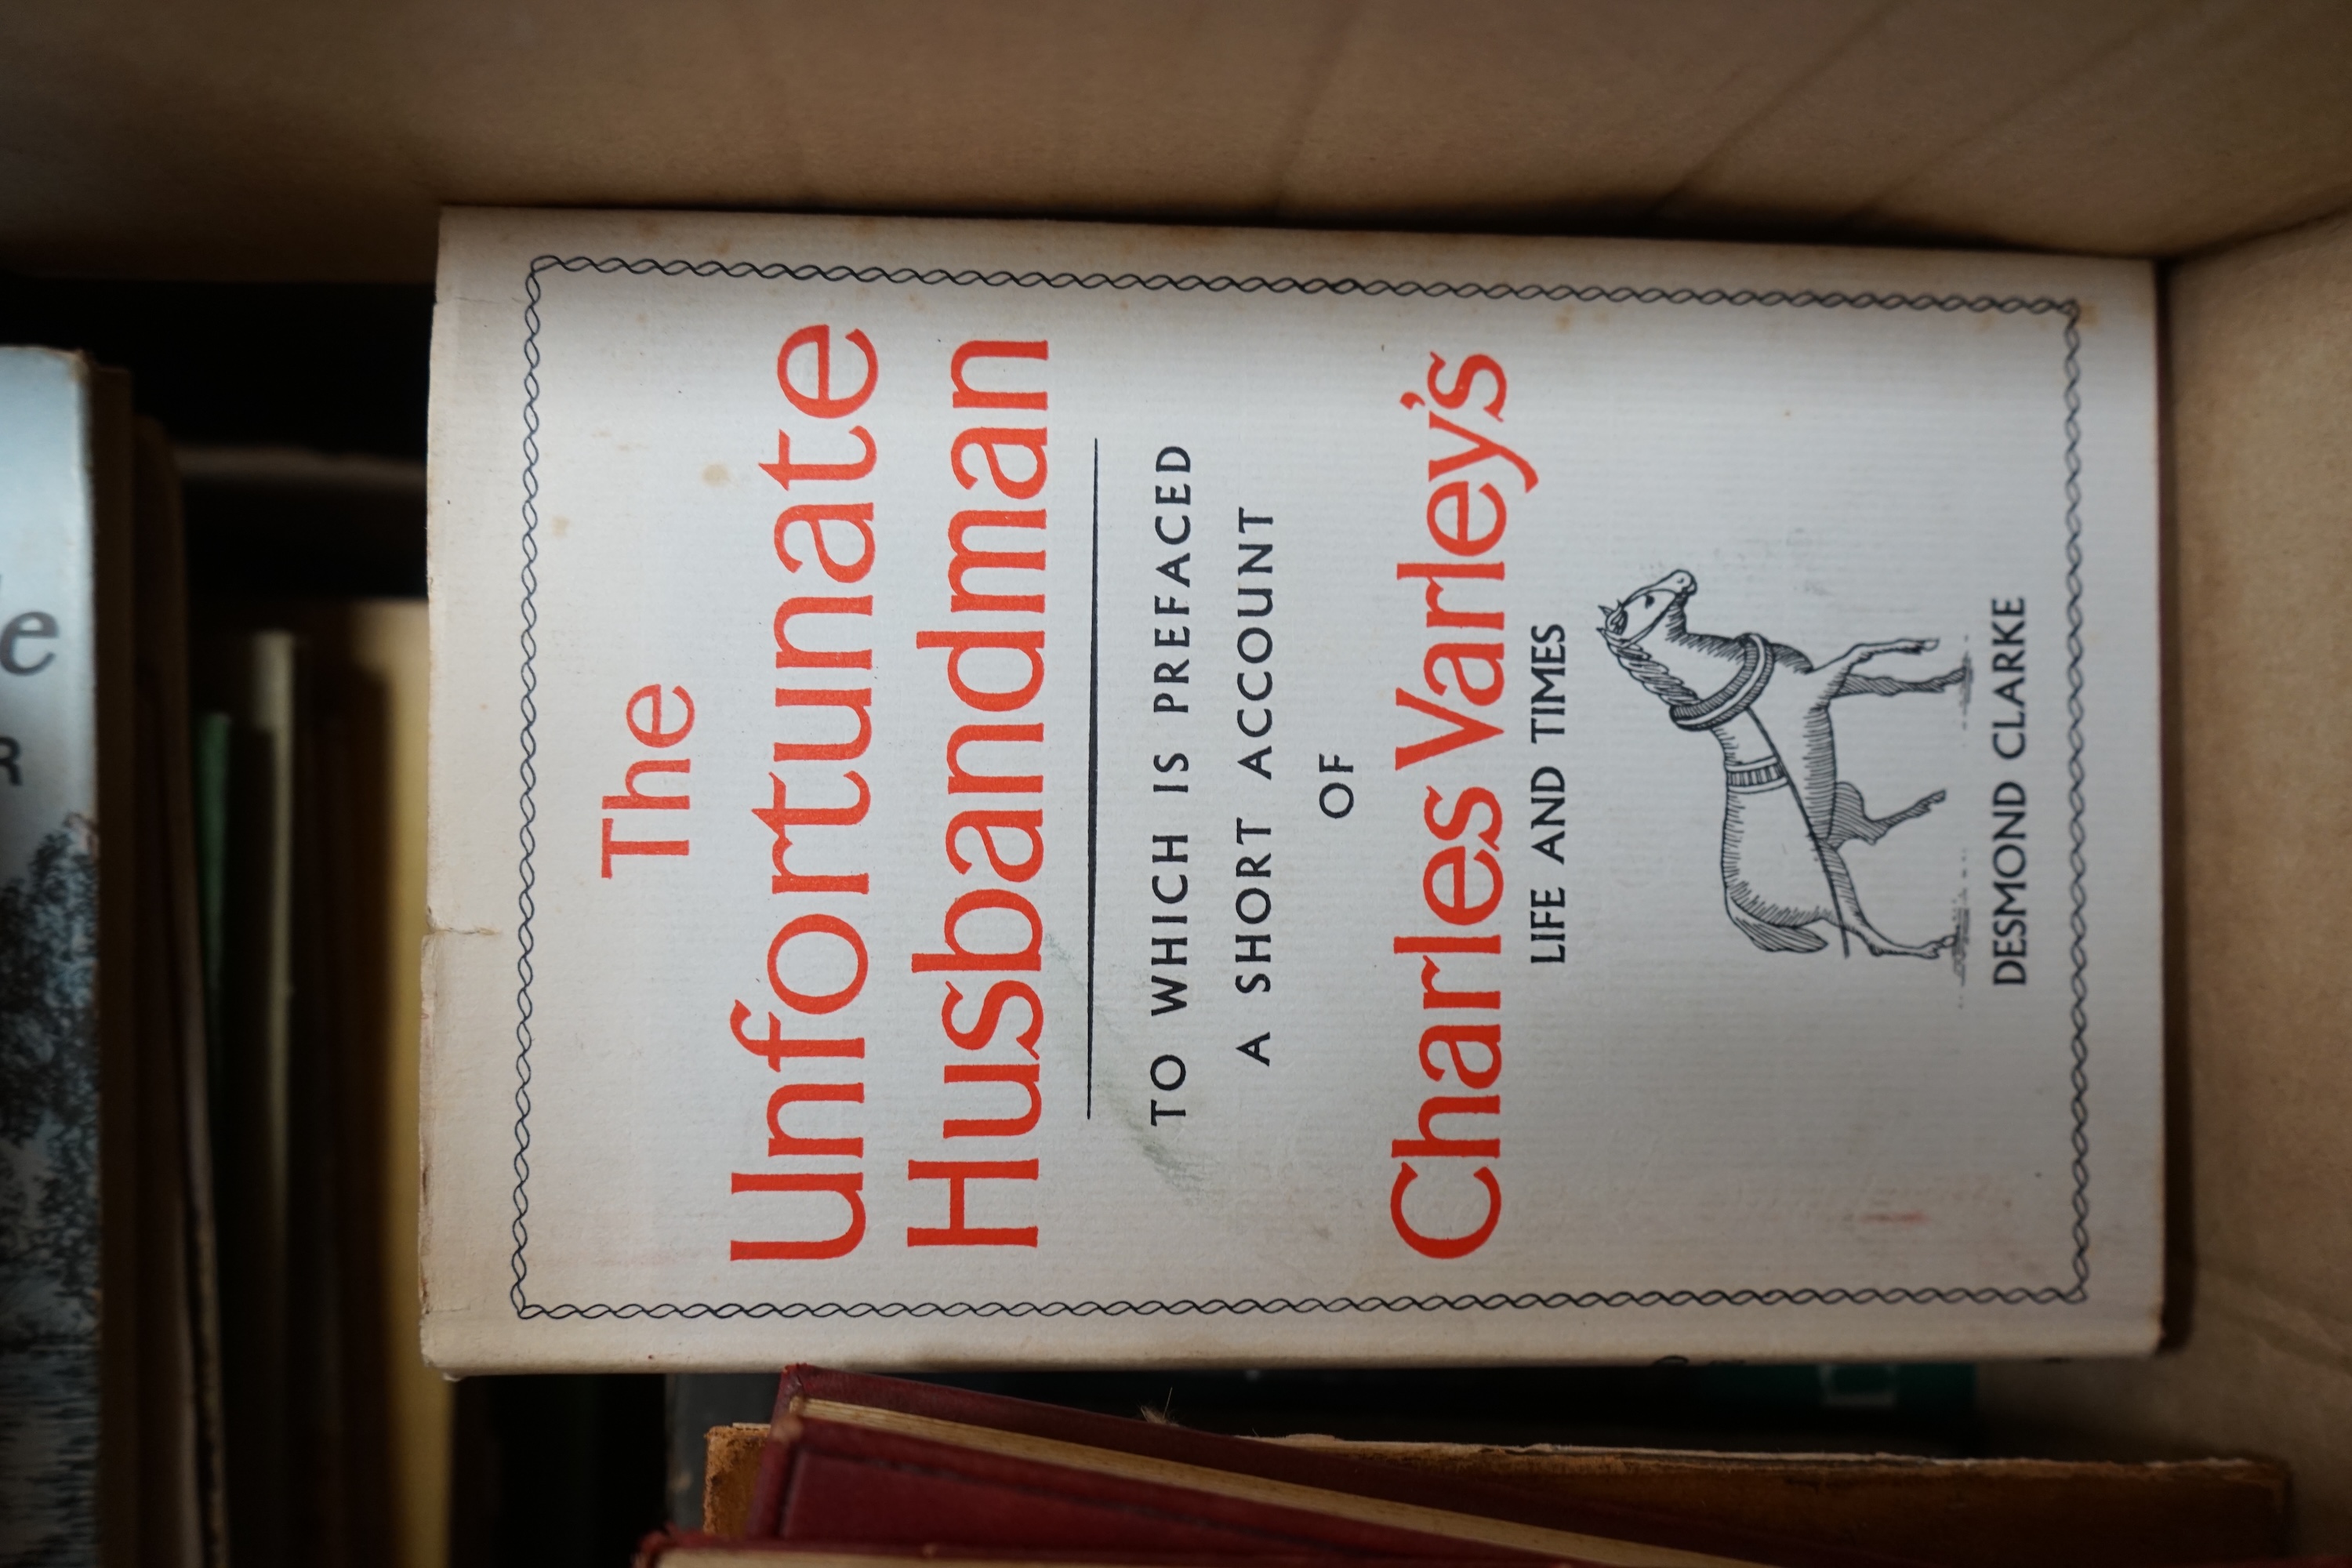 The
Unfortunate
Husbandman
TO WHICH IS PREFACED
A SHORT ACCOUNT
OF
Charles Varley's
LIFE AND TIMES
DESMOND CLARKE